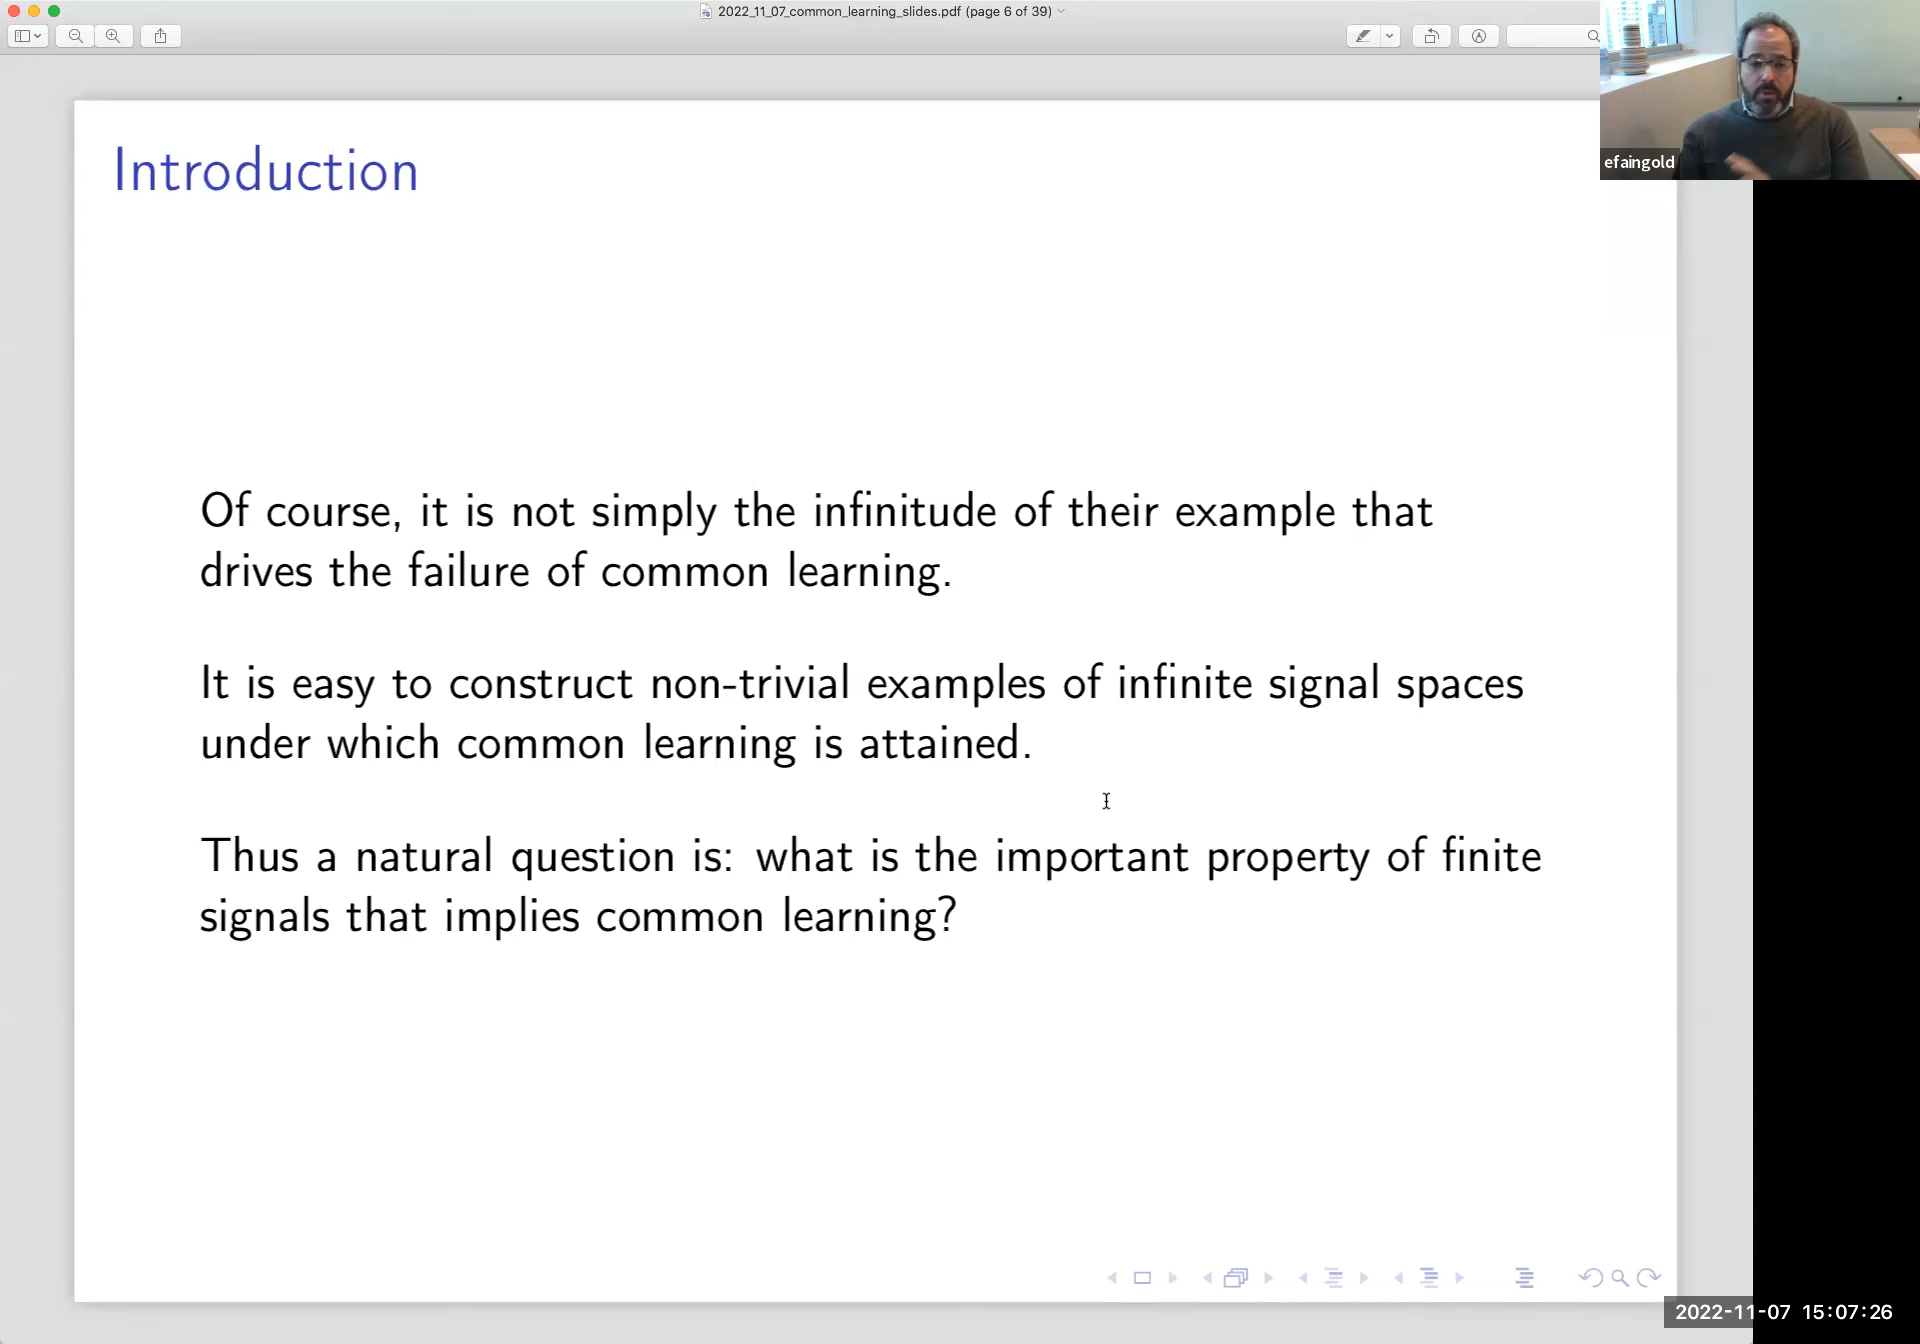 2022_11_07_common_learning_slides.pdf (page 6 of 39)
efaingold
Introduction
Of course, it is not simply the infinitude of their example that
drives the failure of common learning.
It is easy to construct non-trivial examples of infinite signal spaces
under which common learning is attained.
Thus a natural question is: what is the important property of finite
signals that implies common learning?
2022-11-07 15:07:26